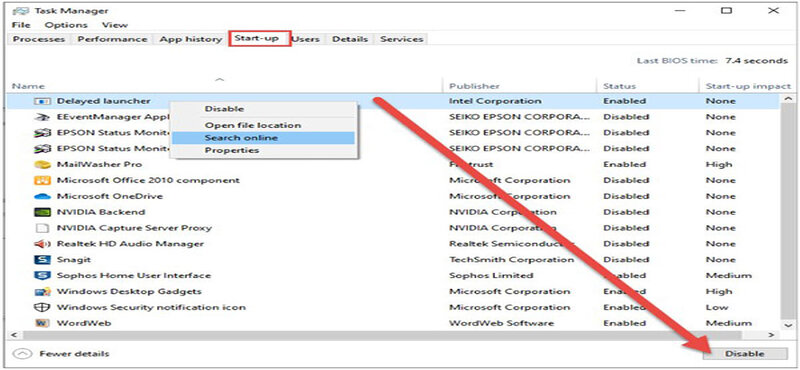 Task Manager
File Options View
Processes Performance App history Start-up Users Details Services
Last BIOS time: 7.4 seconds
Name Publisher Status Start-up impact
Delayed launcher Intel Corporation Enabled None
EEventManager SEIKO EPSON CORPORA... Disabled None
EPSON Status Monit SEIKO EPSON CORPORA... Disabled None
EPSON Status Monit SEIKO EPSON CORPORA... Disabled None
Disable
Open file location
Search online
Properties
MailWasher Pro Enabled High
Microsoft Office 2010 component Microsoft Corporation Disabled None
Microsoft OneDrive Microsoft Corporation Disabled None
NVIDIA Backend NVIDIA Corporation Disabled None
NVIDIA Capture Server Proxy NVIDIA Corporation Disabled None
Realtek HD Audio Manager Realtek Semiconductor Disabled None
Snagit TechSmith Corporation Disabled None
Sophos Home User Interface Sophos Limited Enabled Medium
Windows Desktop Gadgets Microsoft Corporation Enabled High
Windows Security notification icon Microsoft Corporation Enabled Low
WordWeb WordWeb Software Enabled Medium
Fewer details Disable